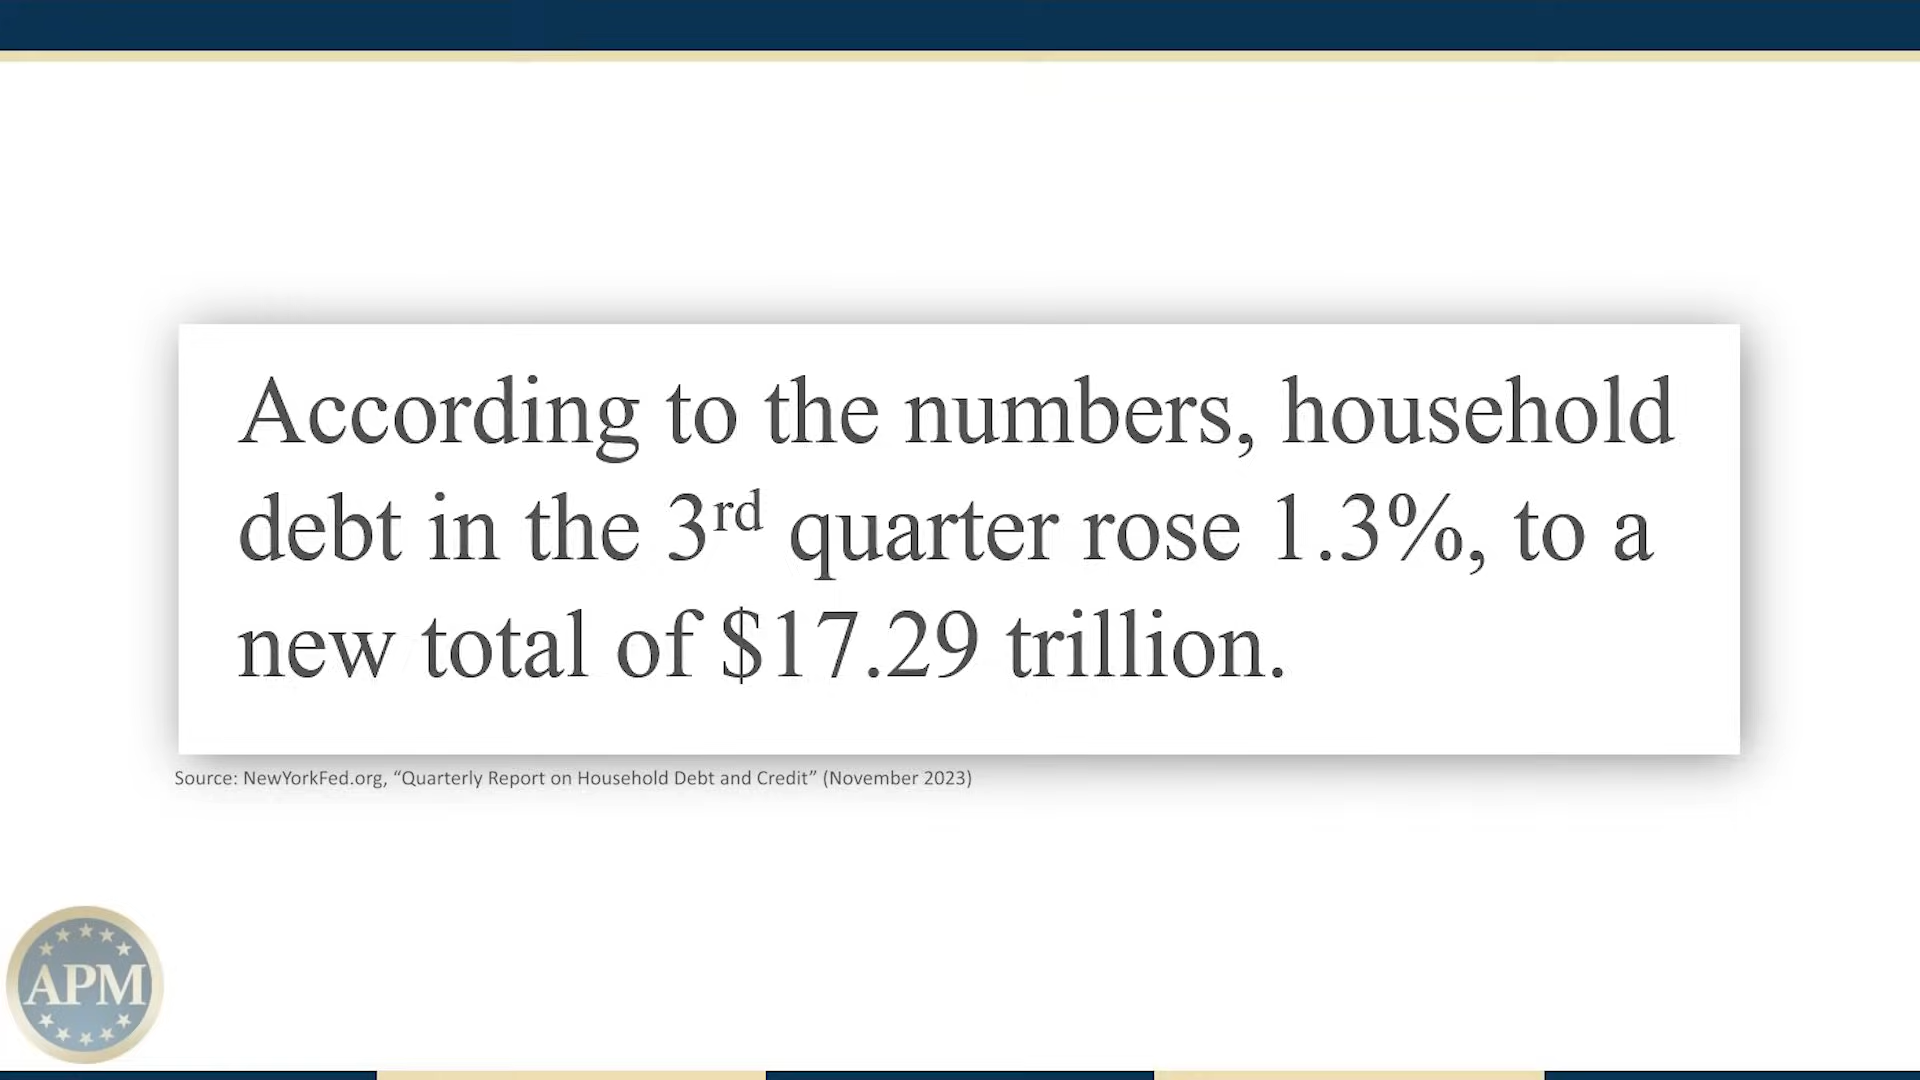 According to the numbers, household
debt in the 3rd quarter rose 1.3%, to a
new total of $17.29 trillion.
Source: NewYorkFed.org, “Quarterly Report on Household Debt and Credit” (November 2023)
APM